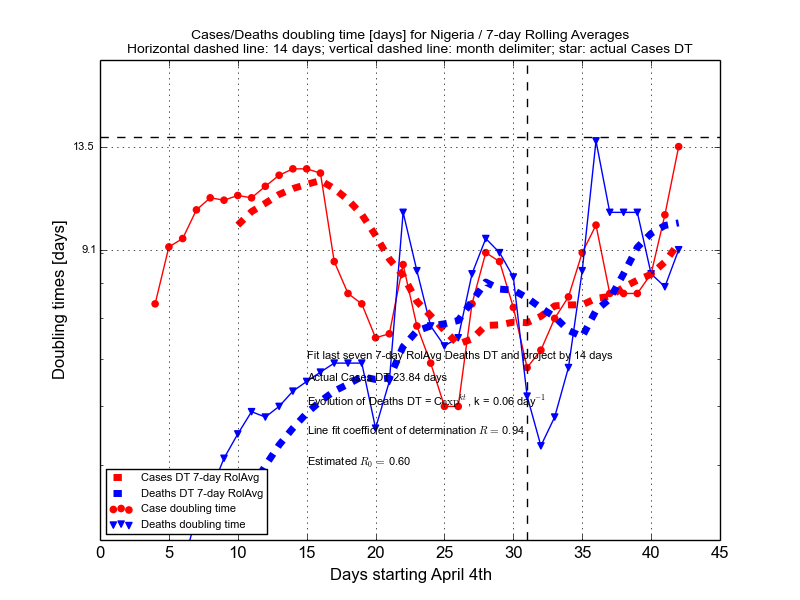 Cases/Deaths doubling time [days] for Nigeria / 7-day Rolling Averages
Horizontal dashed line: 14 days; vertical dashed line: month delimiter; star: actual Cases DT
13.5
9.1
Doubling times [days]
Fit last seven 7-day RolAvg Deaths DT and project by 14 days
Actual Cases DT 23.84 days
Evolution of Deaths DT = Cexp^{kt}, k = 0.06 day^{-1}
Line fit coefficient of determination R = 0.94
Estimated R_0 = 0.60
Cases DT 7-day RolAvg
Deaths DT 7-day RolAvg
Case doubling time
Deaths doubling time
0 5 10 15 20 25 30 35 40 45
Days starting April 4th